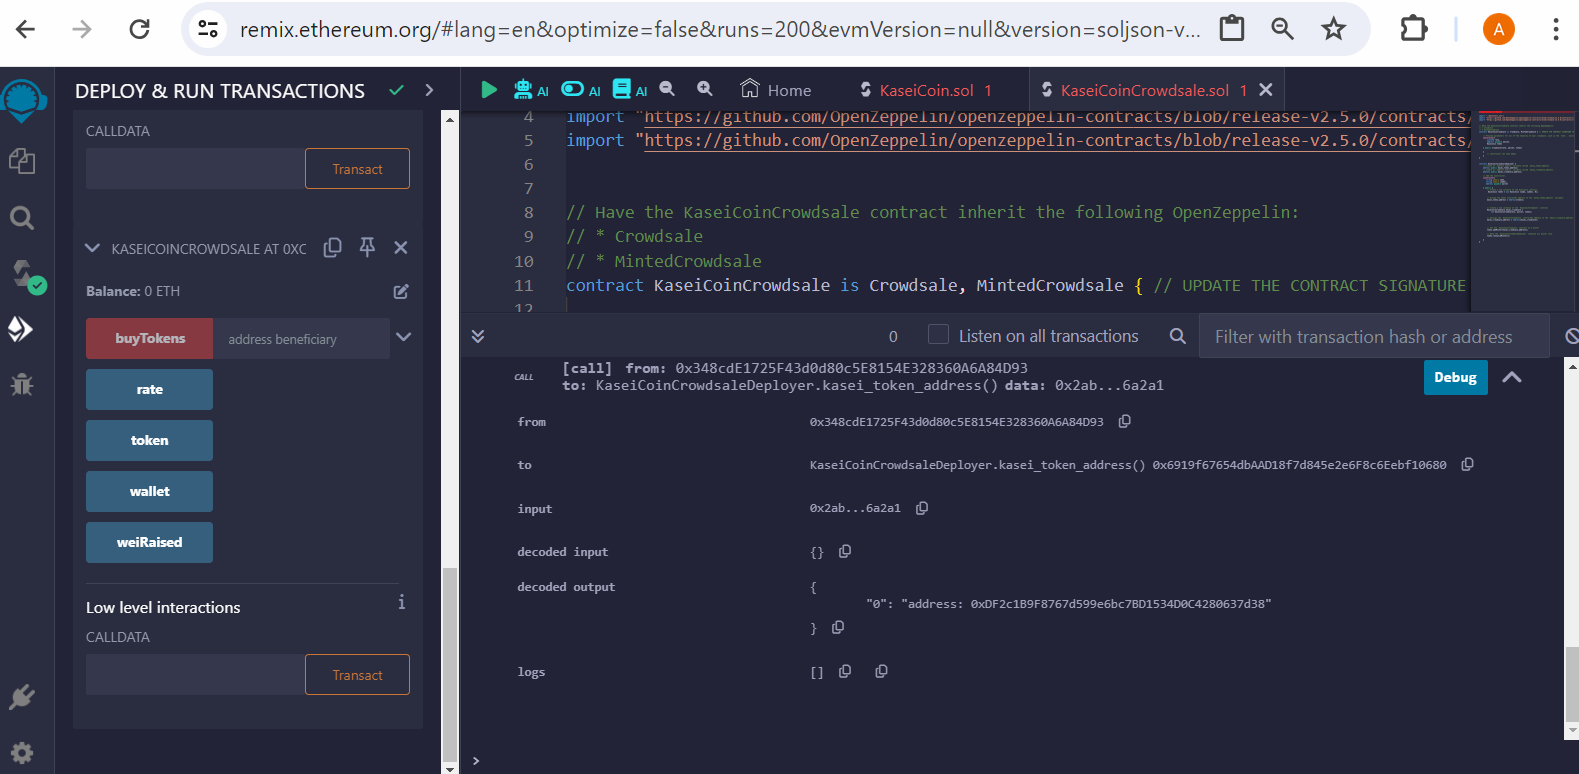 remix.ethereum.org/#lang=en&optimize=false&runs=200&evmVersion=null&version=soljson-v...
A
DEPLOY & RUN TRANSACTIONS
CALLDATA
Transact
KASEICOINCROWDSALE AT 0XC
Balance: 0 ETH
buyTokens
address beneficiary
rate
token
wallet
weiRaised
Low level interactions
i
CALLDATA
Transact
AI
AI
AI
Home
KaseiCoin.sol 1
KaseiCoinCrowdsale.sol 1
4 import "https://github.com/OpenZeppelin/openzeppelin-contracts/blob/release-v2.5.0/contracts/
5 import "https://github.com/OpenZeppelin/openzeppelin-contracts/blob/release-v2.5.0/contracts/
6
7
8 // Have the KaseiCoinCrowdsale contract inherit the following OpenZeppelin:
9 // * Crowdsale
10 // * MintedCrowdsale
11 contract KaseiCoinCrowdsale is Crowdsale, MintedCrowdsale { // UPDATE THE CONTRACT SIGNATURE
12
0
Listen on all transactions
Filter with transaction hash or address
CALL
[call] from: 0x348cdE1725F43d0d80c5E8154E328360A6A84D93
to: KaseiCoinCrowdsaleDeployer.kasei_token_address() data: 0x2ab...6a2a1
Debug
from 0x348cdE1725F43d0d80c5E8154E328360A6A84D93
to KaseiCoinCrowdsaleDeployer.kasei_token_address() 0x6919f67654dbAAD18f7d845e2e6F8c6Eebf10680
input 0x2ab...6a2a1
decoded input {}
decoded output {
"0": "address: 0xDF2c1B9F8767d599e6bc7BD1534D0C4280637d38"
}
logs []
>